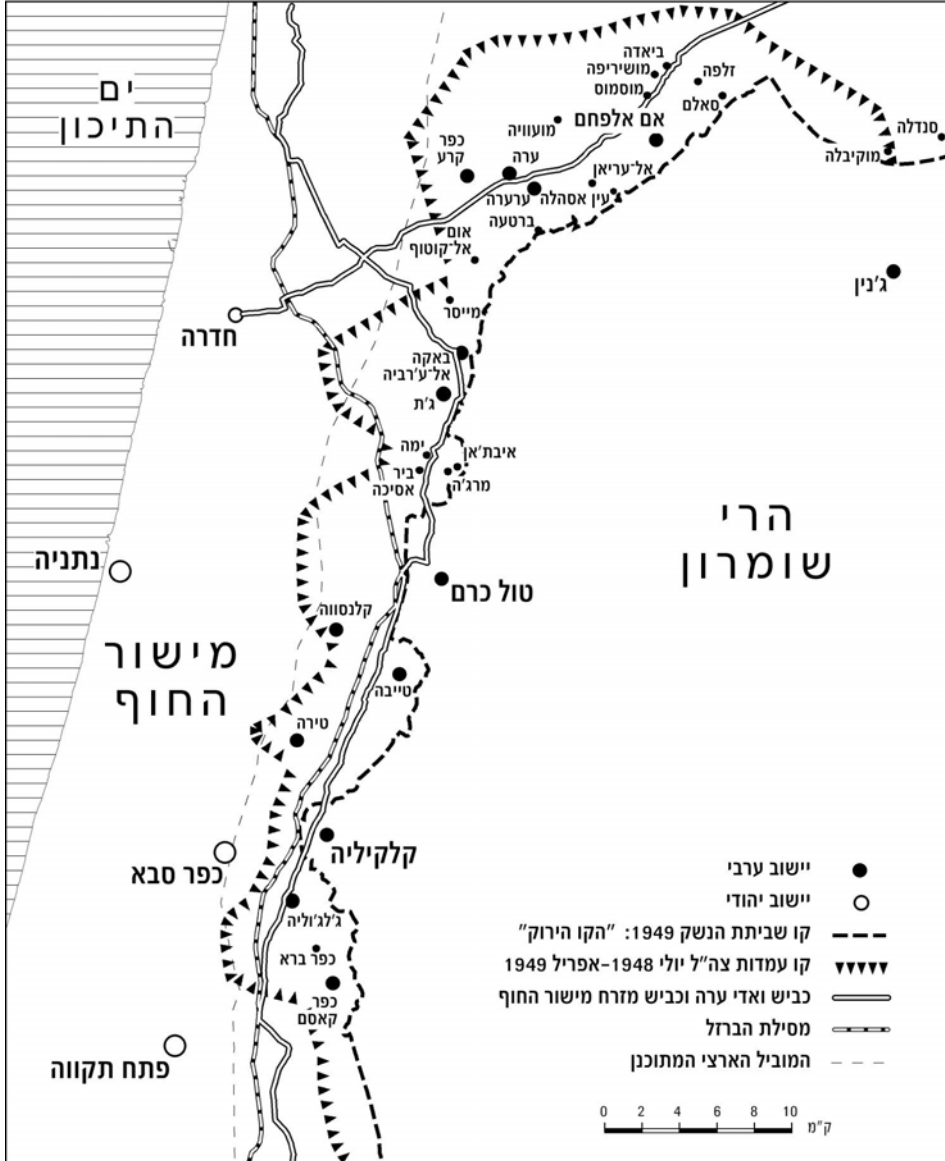 ים
התיכון
ביאדה
מושיריפה
מוסמוס
זלפה
סאלם
אם אלפחם
מועוויה
סנדלה
מוקיבלה
כפר
קרע
ערה
אל־עריאן
ערערה
עין אסהלה
ברטעה
אום
אל־קוטוף
ג'נין
מייסר
חדרה
באקה
אל־ע'רביה
ג'ת
ימה
איבת'אן
ביר
אסיכה
מרג'ה
הרי
שומרון
נתניה
טול כרם
קלנסווה
מישור
החוף
טייבה
טירה
קלקיליה
כפר סבא
ג'לג'וליה
כפר ברא
כפר
קאסם
פתח תקווה
יישוב ערבי
יישוב יהודי
קו שביתת הנשק 1949: "הקו הירוק"
קו עמדות צה"ל יולי 1948–אפריל 1949
כביש ואדי ערה וכביש מזרח מישור החוף
מסילת הברזל
המוביל הארצי המתוכנן
0 2 4 6 8 10
ק"מ